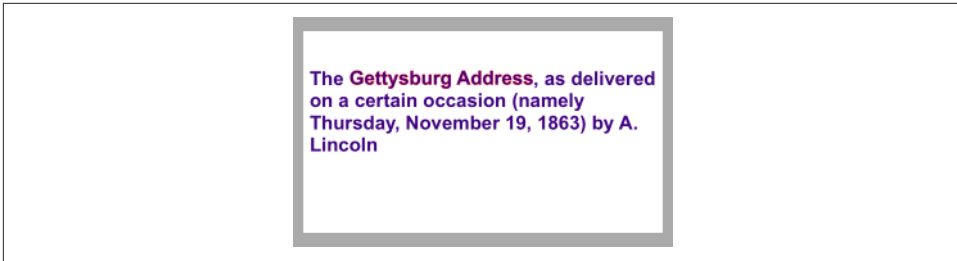 The Gettysburg Address, as delivered
on a certain occasion (namely
Thursday, November 19, 1863) by A.
Lincoln